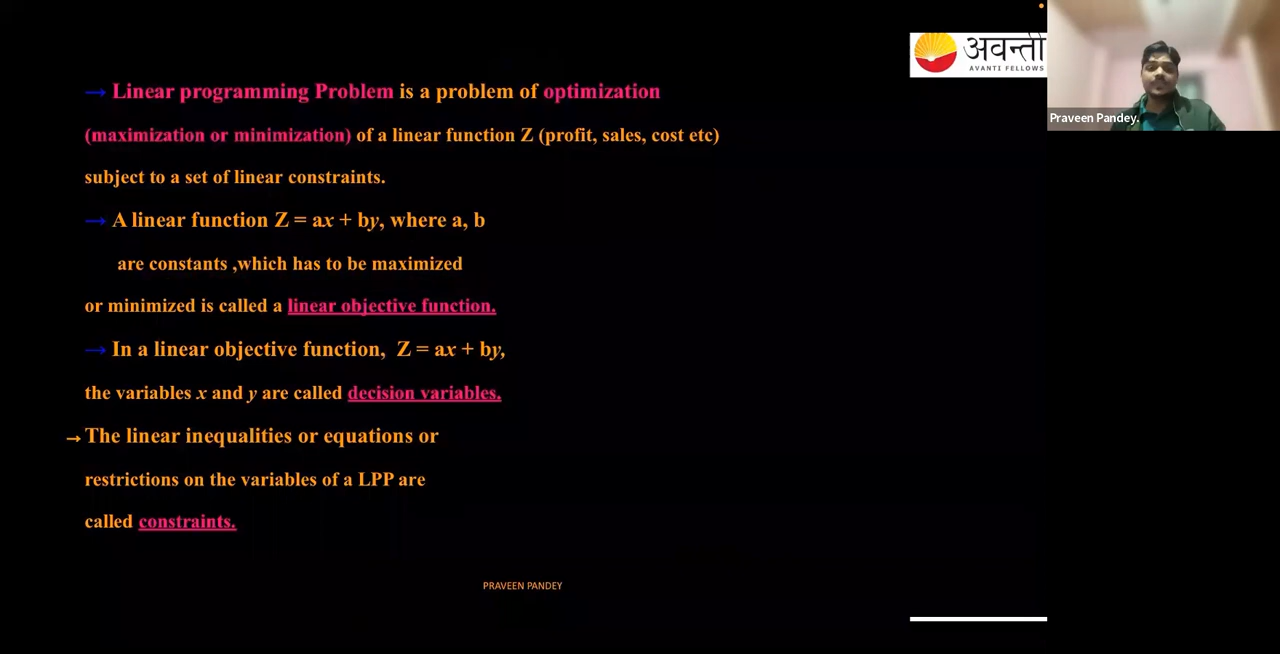 → Linear programming Problem is a problem of optimization
(maximization or minimization) of a linear function Z (profit, sales, cost etc)
subject to a set of linear constraints.
→ A linear function Z = ax + by, where a, b
are constants ,which has to be maximized
or minimized is called a linear objective function.
→ In a linear objective function, Z = ax + by,
the variables x and y are called decision variables.
→ The linear inequalities or equations or
restrictions on the variables of a LPP are
called constraints.
PRAVEEN PANDEY
अवन्ती
AVANTI FELLOWS
Praveen Pandey.